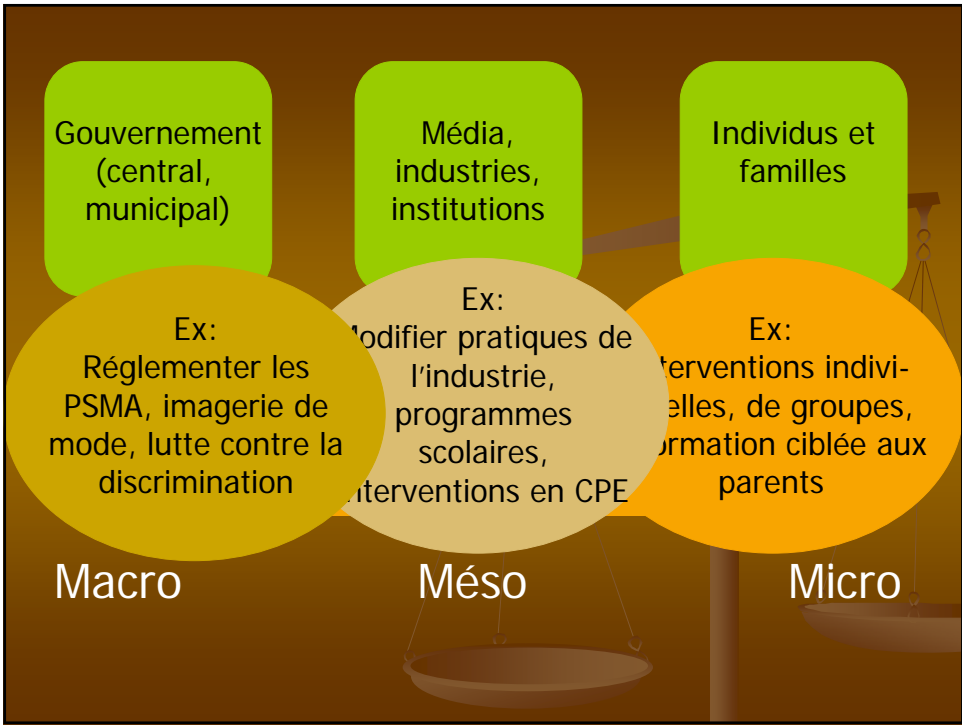 Gouvernement
(central,
municipal)
Ex:
Réglementer les
PSMA, imagerie de
mode, lutte contre la
discrimination
Macro
Média,
industries,
institutions
Ex:
Modifier pratiques de
l'industrie,
programmes
scolaires,
nterventions en CPE
Méso
Individus et
familles
Ex:
terventions indivi-
elles, de groupes,
ormation ciblée aux
parents
Micro